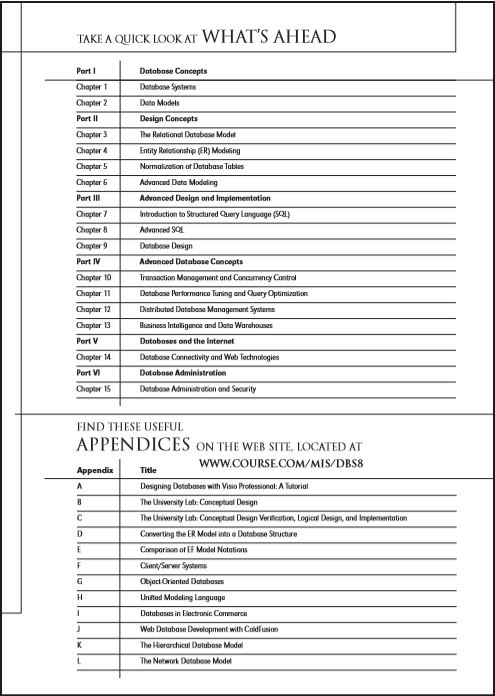 TAKE A QUICK LOOK AT WHAT'S AHEAD
Part I Database Concepts
Chapter 1 Database Systems
Chapter 2 Data Models
Part II Design Concepts
Chapter 3 The Relational Database Model
Chapter 4 Entity Relationship (ER) Modeling
Chapter 5 Normalization of Database Tables
Chapter 6 Advanced Data Modeling
Part III Advanced Design and Implementation
Chapter 7 Introduction to Structured Query Language (SQL)
Chapter 8 Advanced SQL
Chapter 9 Database Design
Part IV Advanced Database Concepts
Chapter 10 Transaction Management and Concurrency Control
Chapter 11 Database Performance Tuning and Query Optimization
Chapter 12 Distributed Database Management Systems
Chapter 13 Business Intelligence and Data Warehouses
Part V Databases and the Internet
Chapter 14 Database Connectivity and Web Technologies
Part VI Database Administration
Chapter 15 Database Administration and Security
FIND THESE USEFUL
APPENDICES ON THE WEB SITE, LOCATED AT
WWW.COURSE.COM/MIS/DBS8
Appendix Title
A Designing Databases with Visio Professional: A Tutorial
B The University Lab: Conceptual Design
C The University Lab: Conceptual Design Verification, Logical Design, and Implementation
D Converting the ER Model into a Database Structure
E Comparison of EF Model Notations
F Client/Server Systems
G Object-Oriented Databases
H Unified Modeling Language
I Databases in Electronic Commerce
J Web Database Development with ColdFusion
K The Hierarchical Database Model
L The Network Database Model